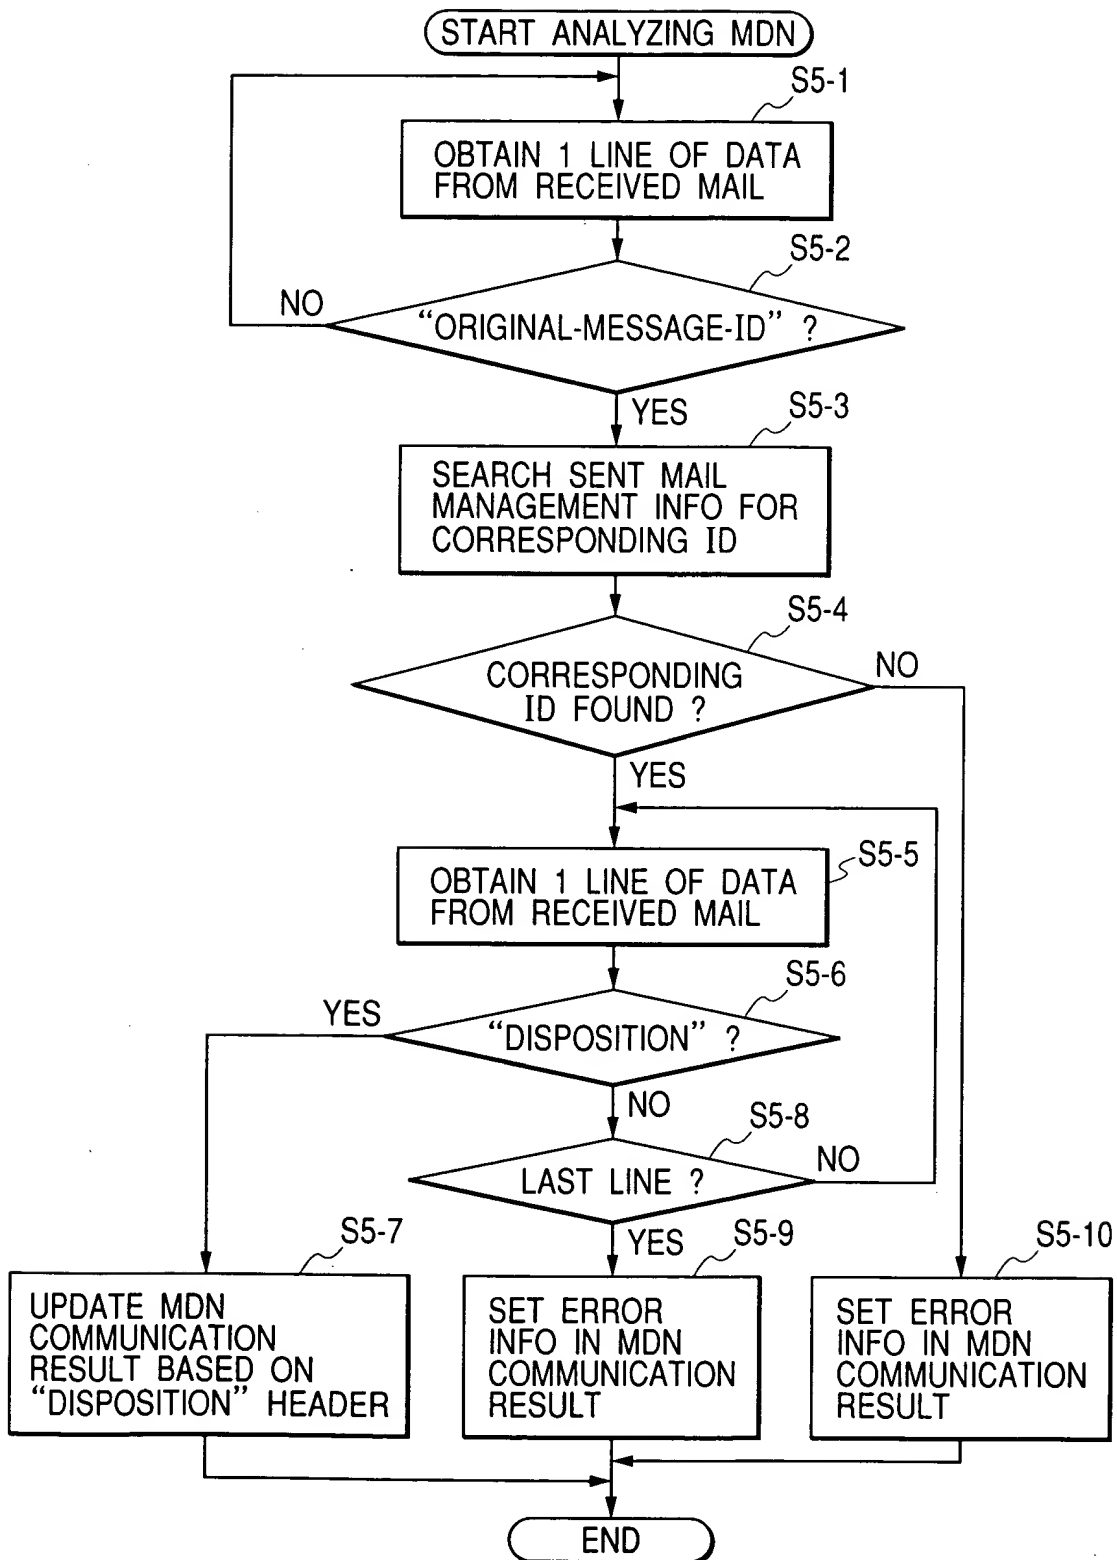 START ANALYZING MDN
S5-1
OBTAIN 1 LINE OF DATA
FROM RECEIVED MAIL
S5-2
NO
“ORIGINAL-MESSAGE-ID” ?
YES
S5-3
SEARCH SENT MAIL
MANAGEMENT INFO FOR
CORRESPONDING ID
S5-4
NO
CORRESPONDING
ID FOUND ?
YES
S5-5
OBTAIN 1 LINE OF DATA
FROM RECEIVED MAIL
S5-6
YES
“DISPOSITION” ?
NO
S5-8
NO
LAST LINE ?
YES
S5-7
S5-9
S5-10
UPDATE MDN
COMMUNICATION
RESULT BASED ON
“DISPOSITION” HEADER
SET ERROR
INFO IN MDN
COMMUNICATION
RESULT
SET ERROR
INFO IN MDN
COMMUNICATION
RESULT
END